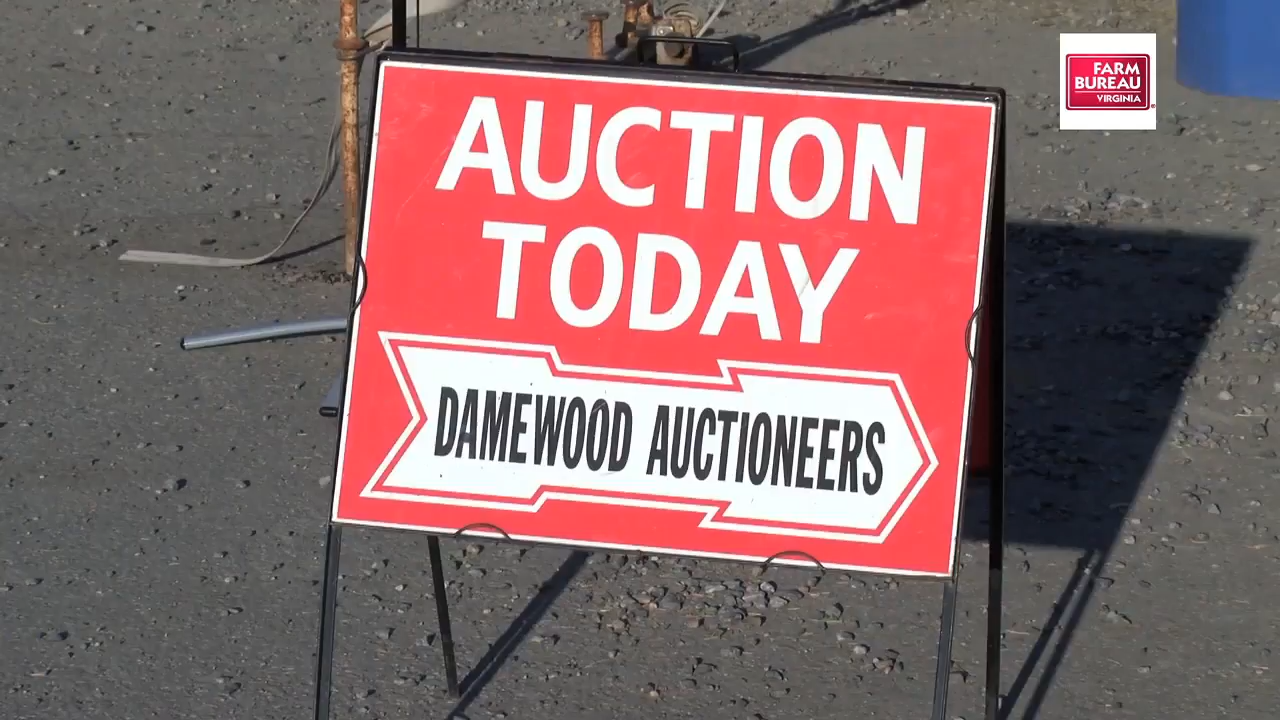 AUCTION
TODAY
DAMEWOOD AUCTIONEERS
FARM
BUREAU
VIRGINIA